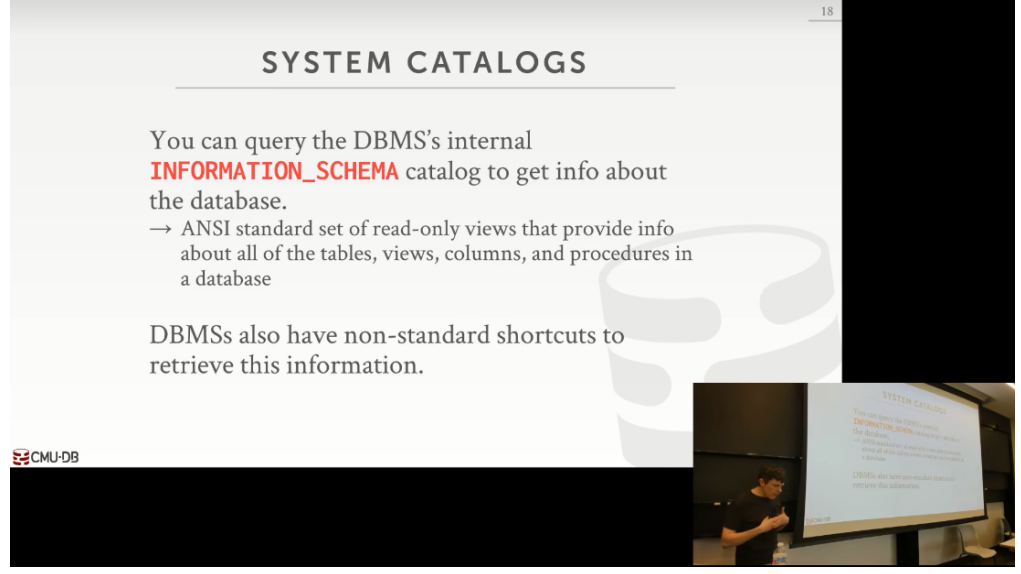 18
SYSTEM CATALOGS
You can query the DBMS's internal
INFORMATION_SCHEMA catalog to get info about
the database.
→ ANSI standard set of read-only views that provide info
about all of the tables, views, columns, and procedures in
a database
DBMSs also have non-standard shortcuts to
retrieve this information.
CMU·DB
SYSTEM CATALOGS
You can query the DBMS's internal
INFORMATION_SCHEMA catalog to get info about
the database.
DBMSs also have non-standard shortcuts to
retrieve this information.